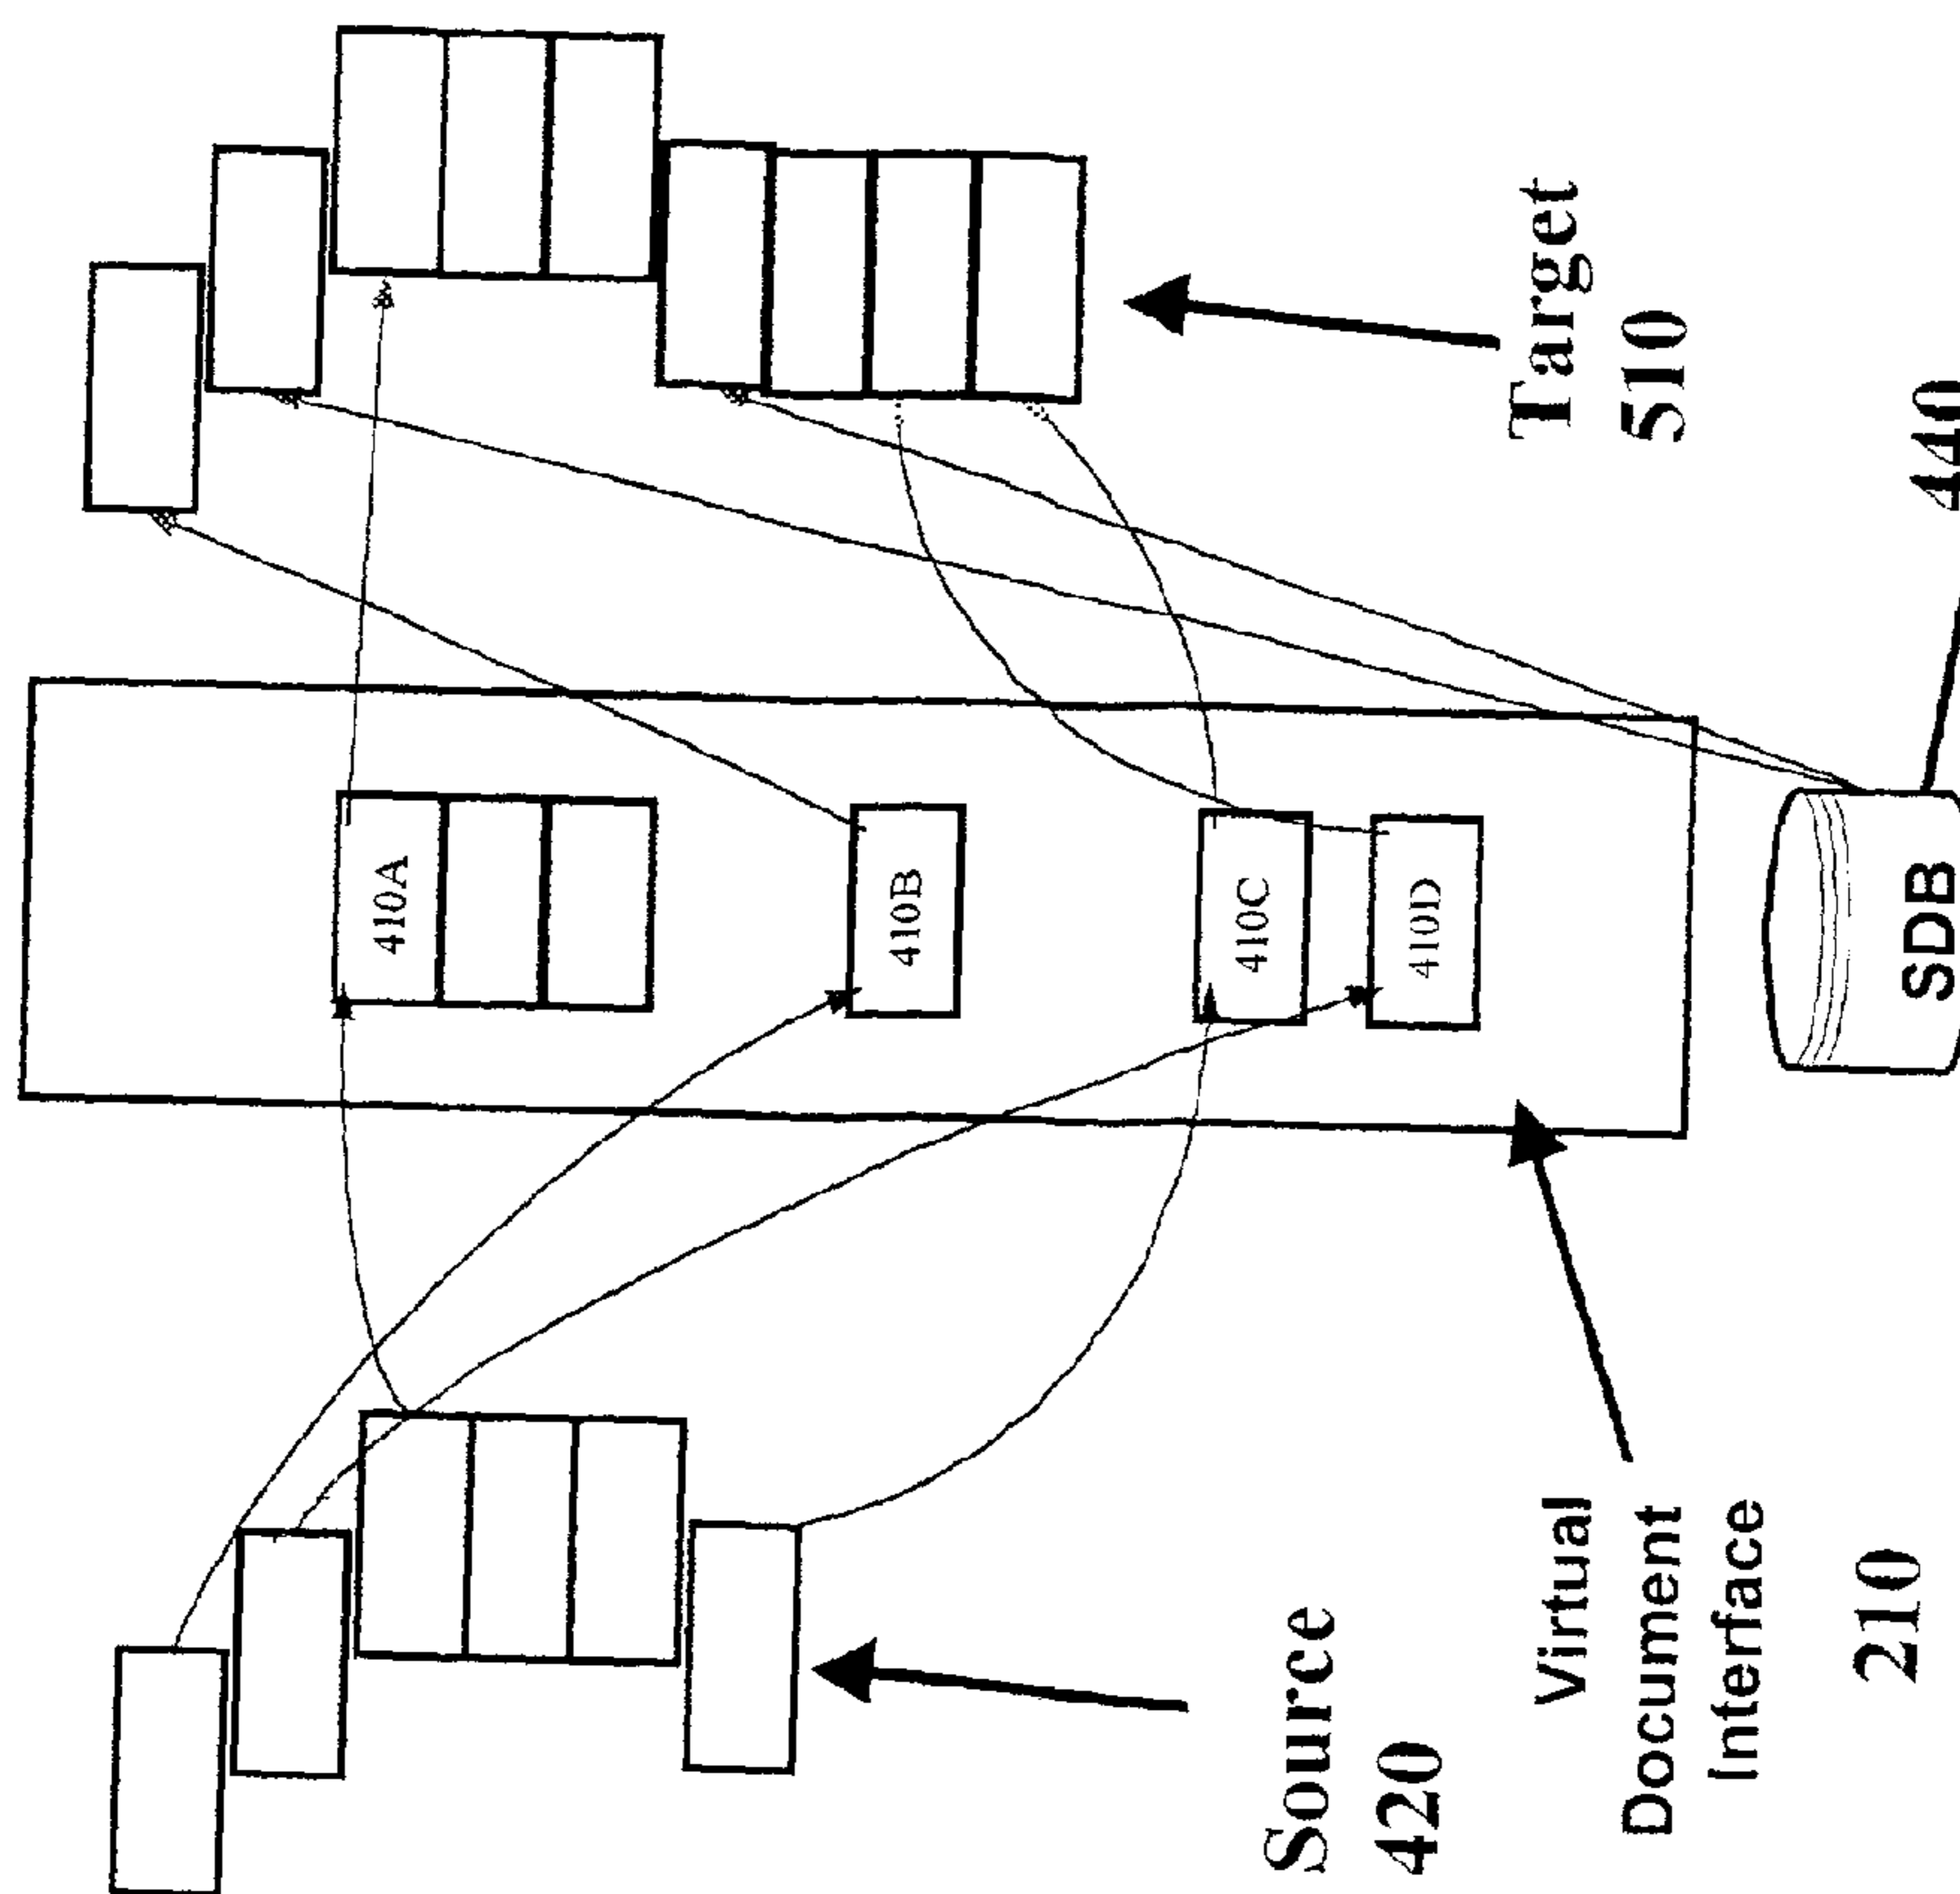 410A
410B
410C
410D
Source
420
Virtual
Document
Interface
210
SDB
440
Target
510